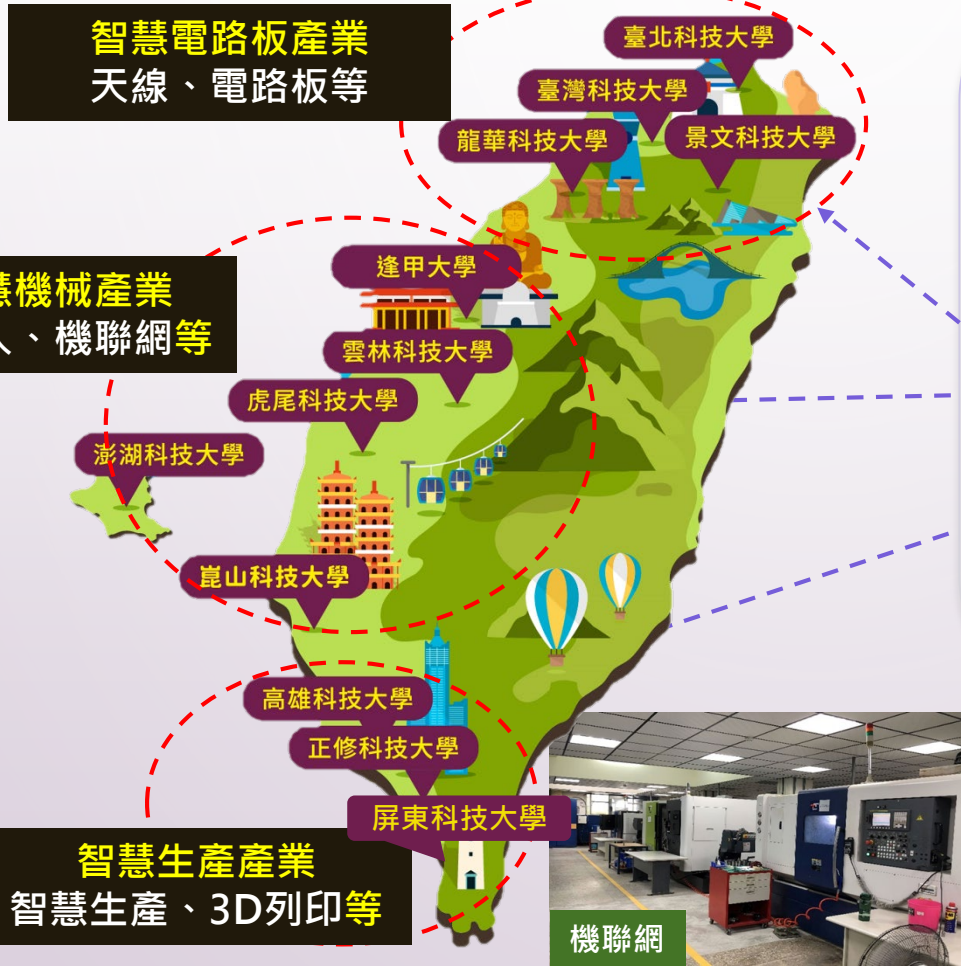 智慧電路板產業
天線、電路板等
臺北科技大學
臺灣科技大學
龍華科技大學
景文科技大學
逢甲大學
慧機械產業
人、機聯網等
雲林科技大學
虎尾科技大學
澎湖科技大學
崑山科技大學
高雄科技大學
正修科技大學
屏東科技大學
智慧生產產業
智慧生產、3D列印等
機聯網